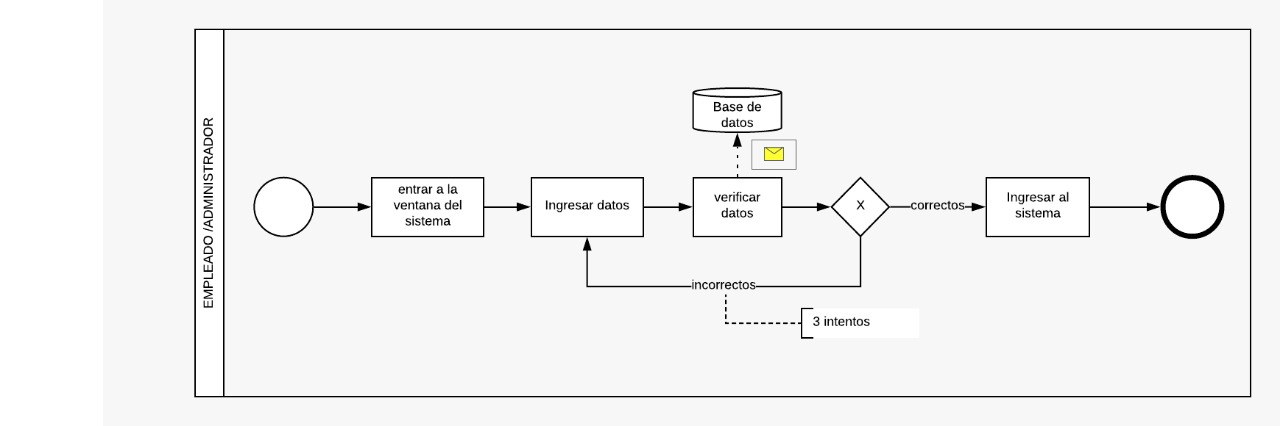 EMPLEADO /ADMINISTRADOR
entrar a la
ventana del
sistema
Ingresar datos
Base de
datos
verificar
datos
X
correctos
Ingresar al
sistema
incorrectos
3 intentos